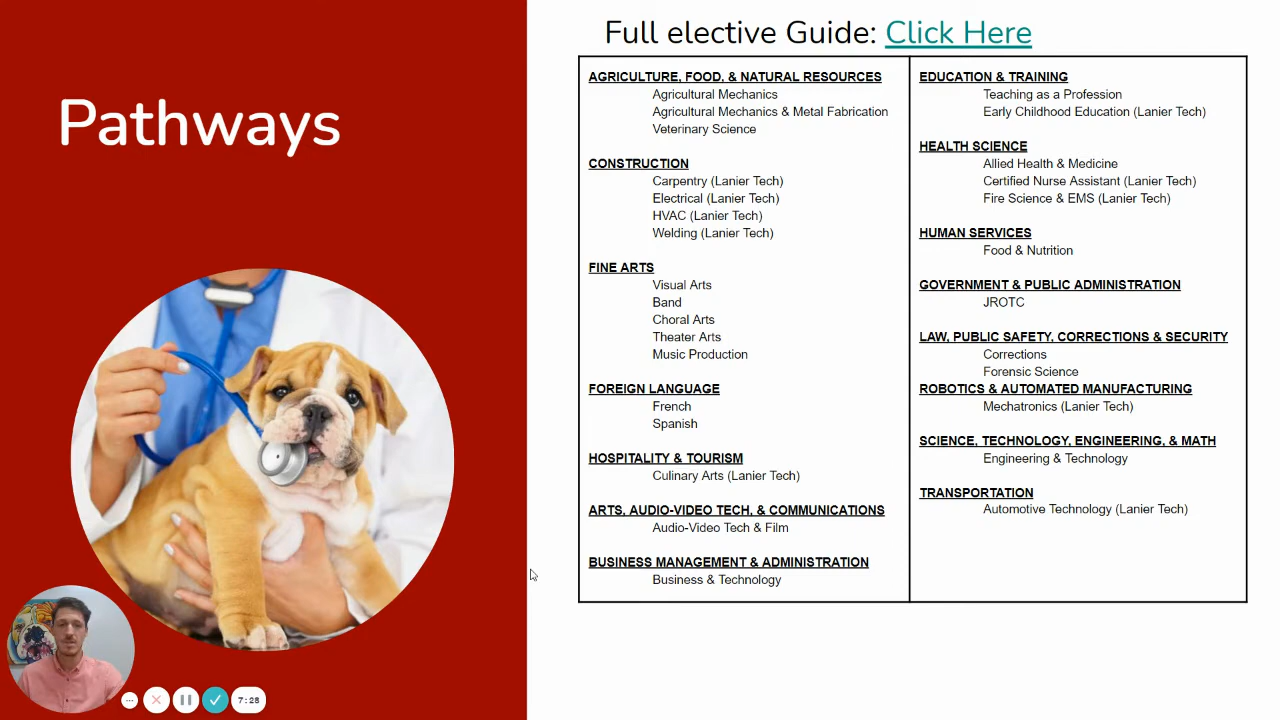 Pathways
Full elective Guide: Click Here
AGRICULTURE, FOOD, & NATURAL RESOURCES
Agricultural Mechanics
Agricultural Mechanics & Metal Fabrication
Veterinary Science
CONSTRUCTION
Carpentry (Lanier Tech)
Electrical (Lanier Tech)
HVAC (Lanier Tech)
Welding (Lanier Tech)
FINE ARTS
Visual Arts
Band
Choral Arts
Theater Arts
Music Production
FOREIGN LANGUAGE
French
Spanish
HOSPITALITY & TOURISM
Culinary Arts (Lanier Tech)
ARTS, AUDIO-VIDEO TECH, & COMMUNICATIONS
Audio-Video Tech & Film
BUSINESS MANAGEMENT & ADMINISTRATION
Business & Technology
EDUCATION & TRAINING
Teaching as a Profession
Early Childhood Education (Lanier Tech)
HEALTH SCIENCE
Allied Health & Medicine
Certified Nurse Assistant (Lanier Tech)
Fire Science & EMS (Lanier Tech)
HUMAN SERVICES
Food & Nutrition
GOVERNMENT & PUBLIC ADMINISTRATION
JROTC
LAW, PUBLIC SAFETY, CORRECTIONS & SECURITY
Corrections
Forensic Science
ROBOTICS & AUTOMATED MANUFACTURING
Mechatronics (Lanier Tech)
SCIENCE, TECHNOLOGY, ENGINEERING, & MATH
Engineering & Technology
TRANSPORTATION
Automotive Technology (Lanier Tech)
7:28